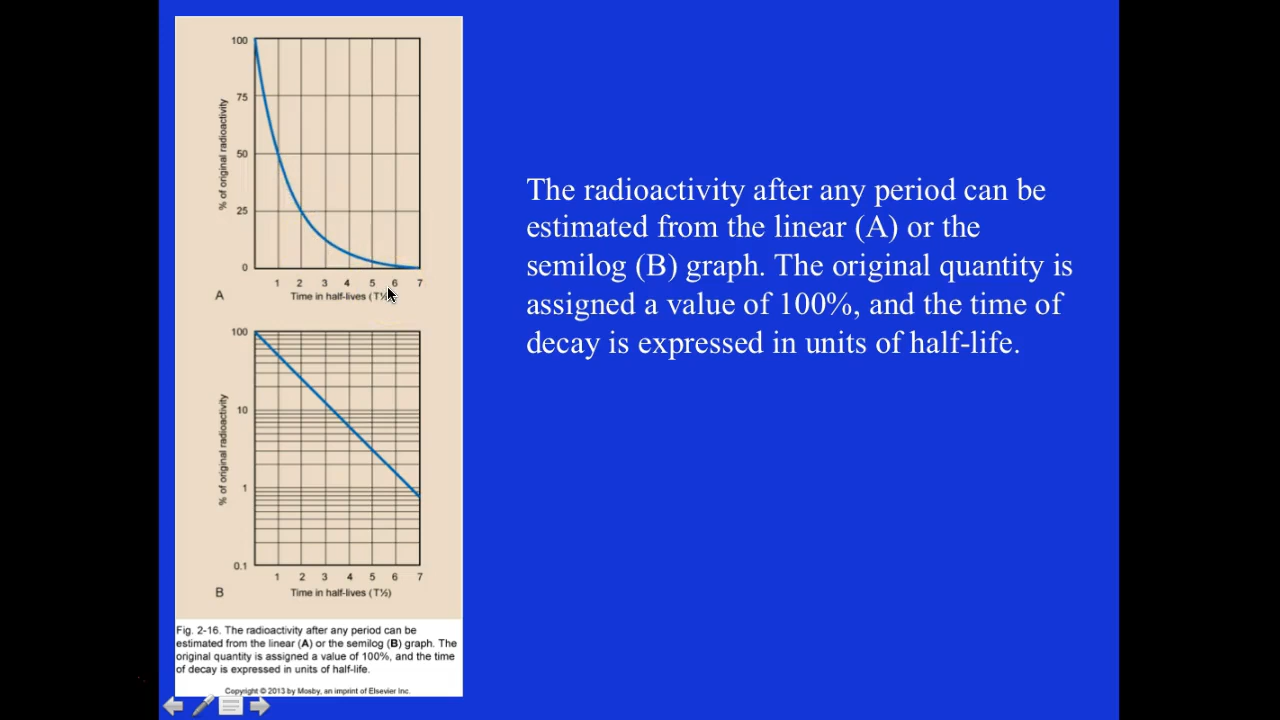 100
75
50
25
0
% of original radioactivity
1 2 3 4 5 6 7
A
Time in half-lives (T½
100
10
1
0.1
% of original radioactivity
1 2 3 4 5 6 7
B
Time in half-lives (T½)
Fig. 2-16. The radioactivity after any period can be
estimated from the linear (A) or the semilog (B) graph. The
original quantity is assigned a value of 100%, and the time
of decay is expressed in units of half-life.
Copyright © 2013 by Mosby, an imprint of Elsevier Inc.
The radioactivity after any period can be
estimated from the linear (A) or the
semilog (B) graph. The original quantity is
assigned a value of 100%, and the time of
decay is expressed in units of half-life.